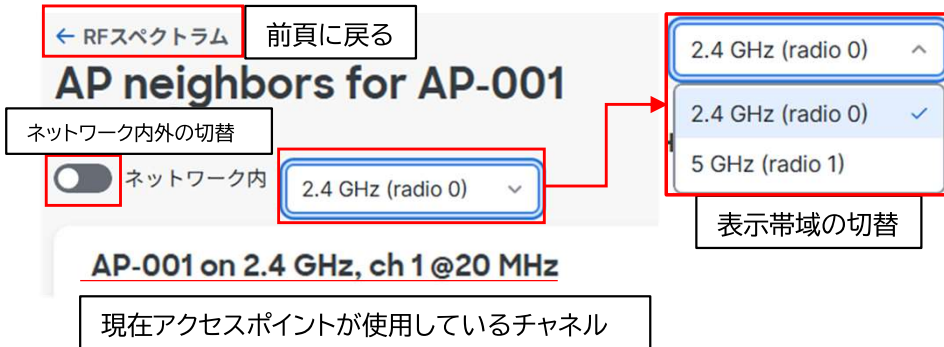 ← RFスペクトラム
前頁に戻る
AP neighbors for AP-001
ネットワーク内外の切替
ネットワーク内
2.4 GHz (radio 0)
2.4 GHz (radio 0)
2.4 GHz (radio 0)
5 GHz (radio 1)
表示帯域の切替
AP-001 on 2.4 GHz, ch 1 @20 MHz
現在アクセスポイントが使用しているチャネル